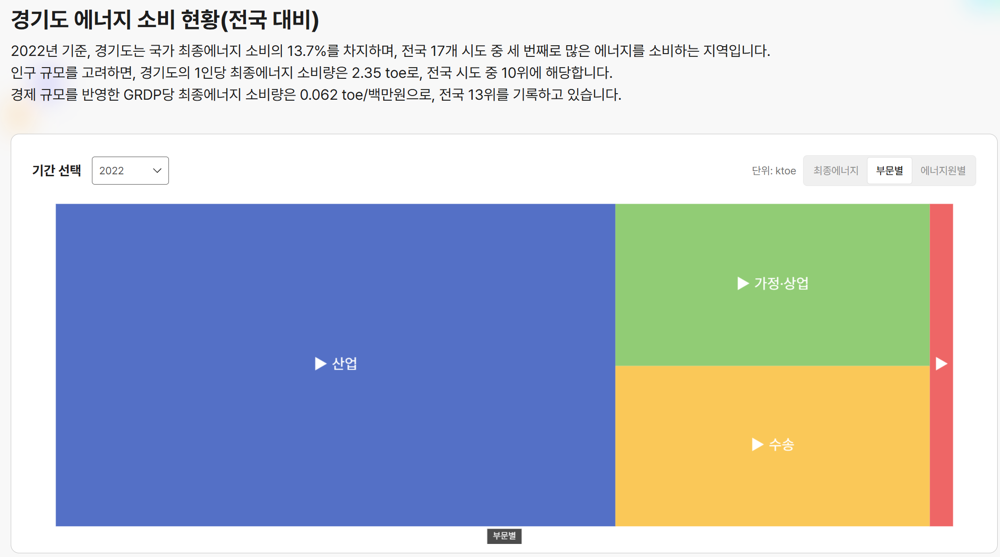 경기도 에너지 소비 현황(전국 대비)
2022년 기준, 경기도는 국가 최종에너지 소비의 13.7%를 차지하며, 전국 17개 시도 중 세 번째로 많은 에너지를 소비하는 지역입니다.
인구 규모를 고려하면, 경기도의 1인당 최종에너지 소비량은 2.35 toe로, 전국 시도 중 10위에 해당합니다.
경제 규모를 반영한 GRDP당 최종에너지 소비량은 0.062 toe/백만원으로, 전국 13위를 기록하고 있습니다.
기간 선택 2022 단위: ktoe 최종에너지 부문별 에너지원별
▶ 가정·상업
▶ 산업 ▶
▶ 수송
부문별